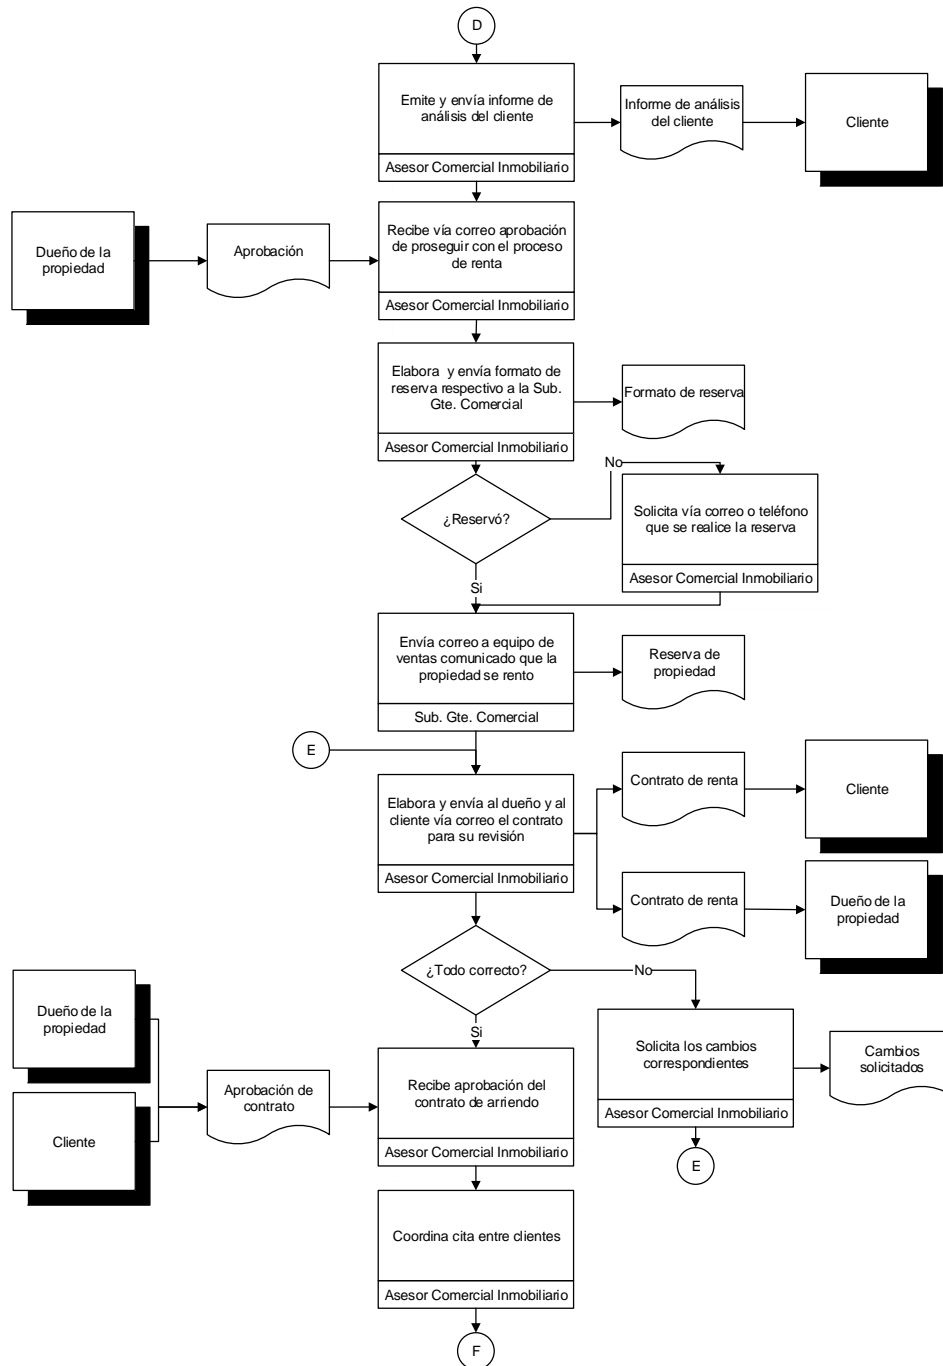 D
Emite y envía informe de
análisis del cliente
Asesor Comercial Inmobiliario
Informe de análisis
del cliente
Cliente
Dueño de la
propiedad
Aprobación
Recibe vía correo aprobación
de proseguir con el proceso
de renta
Asesor Comercial Inmobiliario
Elabora y envía formato de
reserva respectivo a la Sub.
Gte. Comercial
Asesor Comercial Inmobiliario
Formato de reserva
¿Reservó?
No
Solicita vía correo o teléfono
que se realice la reserva
Asesor Comercial Inmobiliario
Si
Envía correo a equipo de
ventas comunicado que la
propiedad se rento
Sub. Gte. Comercial
Reserva de
propiedad
E
Elabora y envía al dueño y al
cliente vía correo el contrato
para su revisión
Asesor Comercial Inmobiliario
Contrato de renta
Cliente
Contrato de renta
Dueño de la
propiedad
¿Todo correcto?
No
Si
Solicita los cambios
correspondientes
Asesor Comercial Inmobiliario
Cambios
solicitados
E
Dueño de la
propiedad
Cliente
Aprobación de
contrato
Recibe aprobación del
contrato de arriendo
Asesor Comercial Inmobiliario
Coordina cita entre clientes
Asesor Comercial Inmobiliario
F